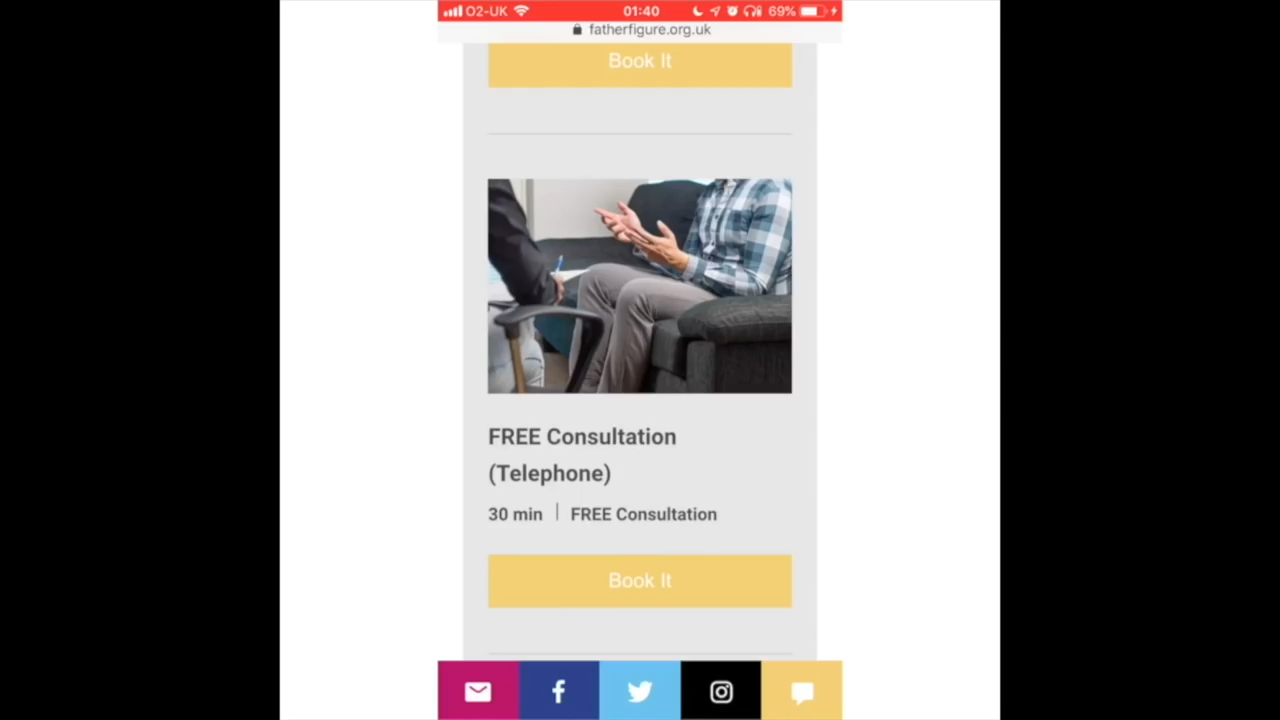 O2-UK 01:40 69%
fatherfigure.org.uk
Book It
FREE Consultation
(Telephone)
30 min | FREE Consultation
Book It